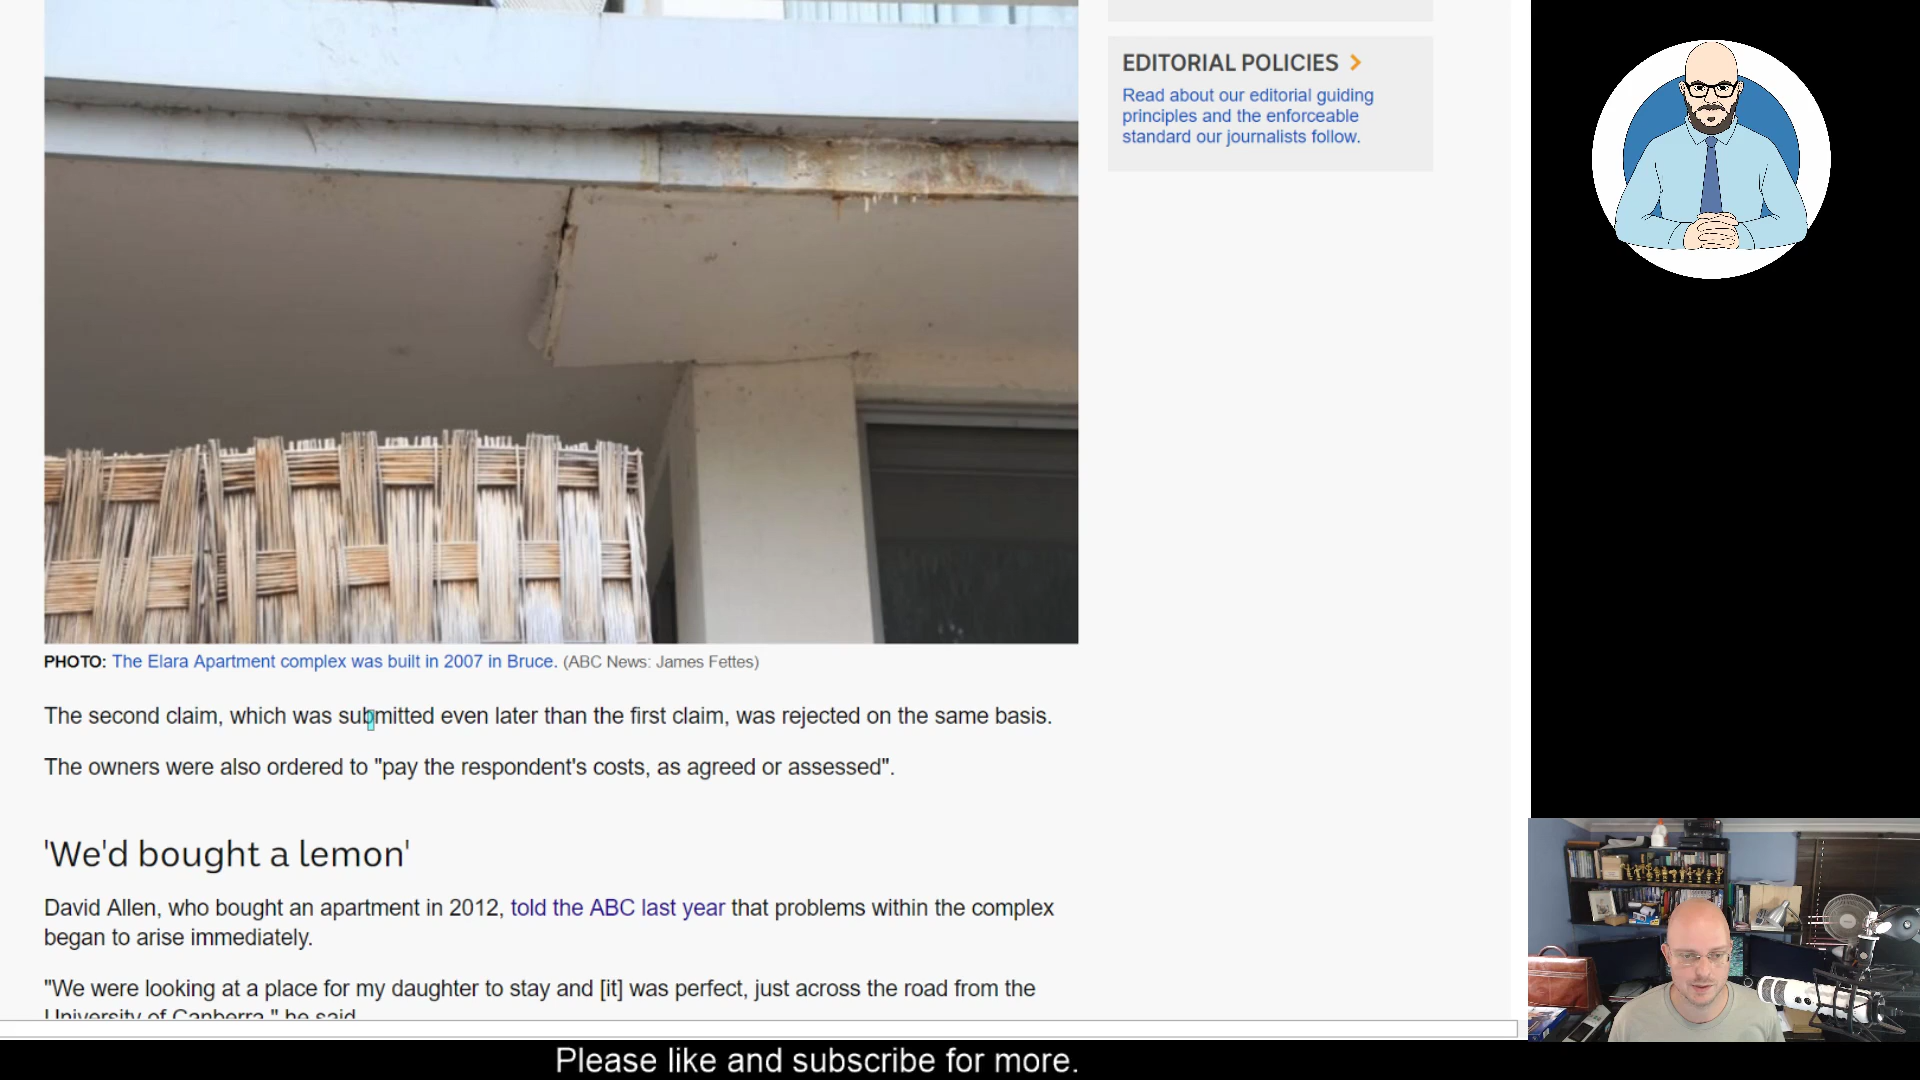 EDITORIAL POLICIES
Read about our editorial guiding
principles and the enforceable
standard our journalists follow.
PHOTO: The Elara Apartment complex was built in 2007 in Bruce. (ABC News: James Fettes)
The second claim, which was submitted even later than the first claim, was rejected on the same basis.
The owners were also ordered to "pay the respondent's costs, as agreed or assessed".
'We'd bought a lemon'
David Allen, who bought an apartment in 2012, told the ABC last year that problems within the complex
began to arise immediately.
"We were looking at a place for my daughter to stay and [it] was perfect, just across the road from the
University of Canberra," he said.
Please like and subscribe for more.